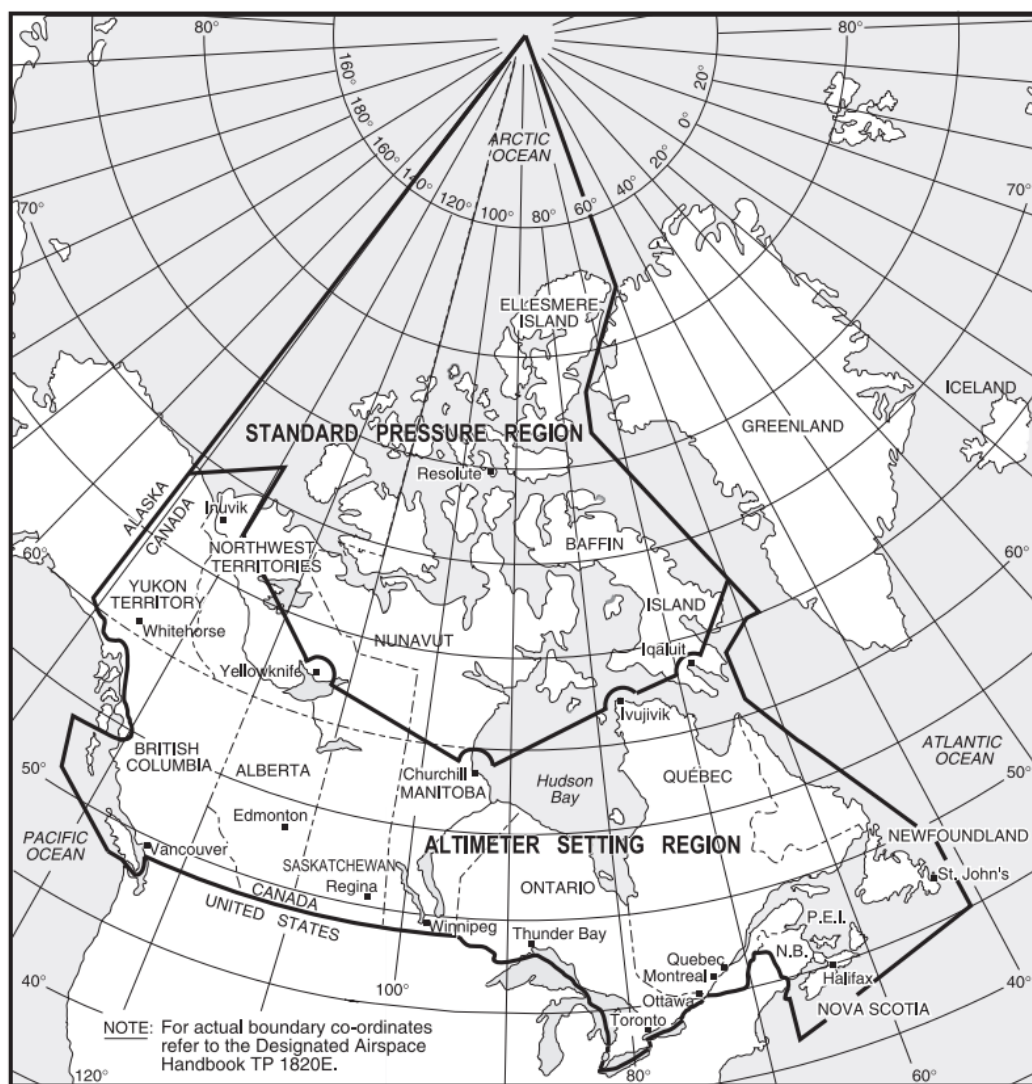 80°
80°
160°
180°
160°
140°
120°
100°
80°
60°
40°
20°
0°
20°
ARCTIC
OCEAN
70°
70°
ELLESMERE
ISLAND
ICELAND
GREENLAND
STANDARD PRESSURE REGION
Resolute
ALASKA
CANADA
Inuvik
60°
60°
BAFFIN
NORTHWEST
TERRITORIES
YUKON
TERRITORY
ISLAND
Whitehorse
NUNAVUT
Iqaluit
Yellowknife
Ivujivik
BRITISH
COLUMBIA
ALBERTA
Churchill
MANITOBA
Hudson
Bay
QUÉBEC
ATLANTIC
OCEAN
50°
50°
Edmonton
PACIFIC
OCEAN
Vancouver
ALTIMETER SETTING REGION
NEWFOUNDLAND
St. John's
SASKATCHEWAN
Regina
ONTARIO
CANADA
UNITED STATES
Winnipeg
Thunder Bay
P.E.I.
N.B.
Quebec
Montreal
Ottawa
Halifax
NOVA SCOTIA
Toronto
40°
40°
100°
NOTE: For actual boundary co-ordinates
refer to the Designated Airspace
Handbook TP 1820E.
120°
80°
60°